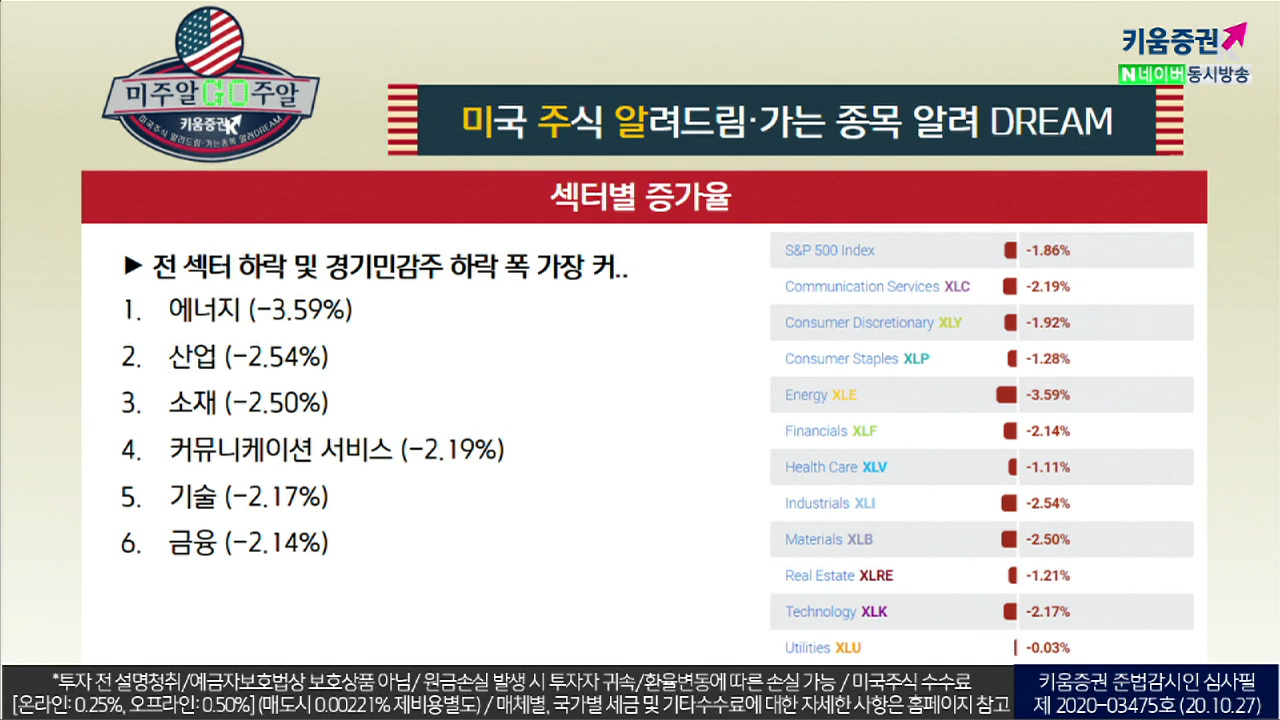 미주알GO주알
키움증권
미국주식 알려드림·가는종목 알려DREAM
미국 주식 알려드림·가는 종목 알려 DREAM
키움증권
N네이버 동시방송
섹터별 증가율
▶ 전 섹터 하락 및 경기민감주 하락 폭 가장 커..
1. 에너지 (-3.59%)
2. 산업 (-2.54%)
3. 소재 (-2.50%)
4. 커뮤니케이션 서비스 (-2.19%)
5. 기술 (-2.17%)
6. 금융 (-2.14%)
S&P 500 Index -1.86%
Communication Services XLC -2.19%
Consumer Discretionary XLY -1.92%
Consumer Staples XLP -1.28%
Energy XLE -3.59%
Financials XLF -2.14%
Health Care XLV -1.11%
Industrials XLI -2.54%
Materials XLB -2.50%
Real Estate XLRE -1.21%
Technology XLK -2.17%
Utilities XLU -0.03%
*투자 전 설명청취/예금자보호법상 보호상품 아님/ 원금손실 발생 시 투자자 귀속/환율변동에 따른 손실 가능 / 미국주식 수수료
[온라인: 0.25%, 오프라인: 0.50%] (매도시 0.00221% 제비용별도) / 매체별, 국가별 세금 및 기타수수료에 대한 자세한 사항은 홈페이지 참고
키움증권 준법감시인 심사필
제 2020-03475호 (20.10.27)